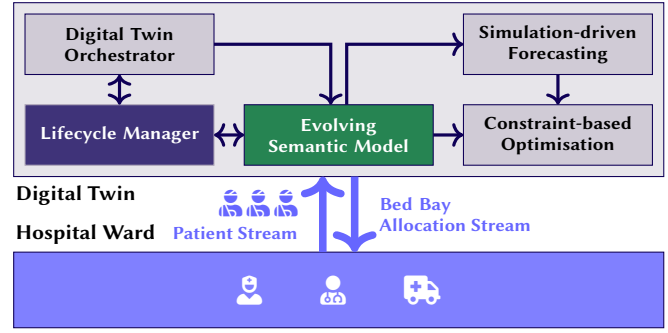 Digital Twin
Orchestrator
Simulation-driven
Forecasting
Lifecycle Manager
Evolving
Semantic Model
Constraint-based
Optimisation
Digital Twin
Hospital Ward
Patient Stream
Bed Bay
Allocation Stream